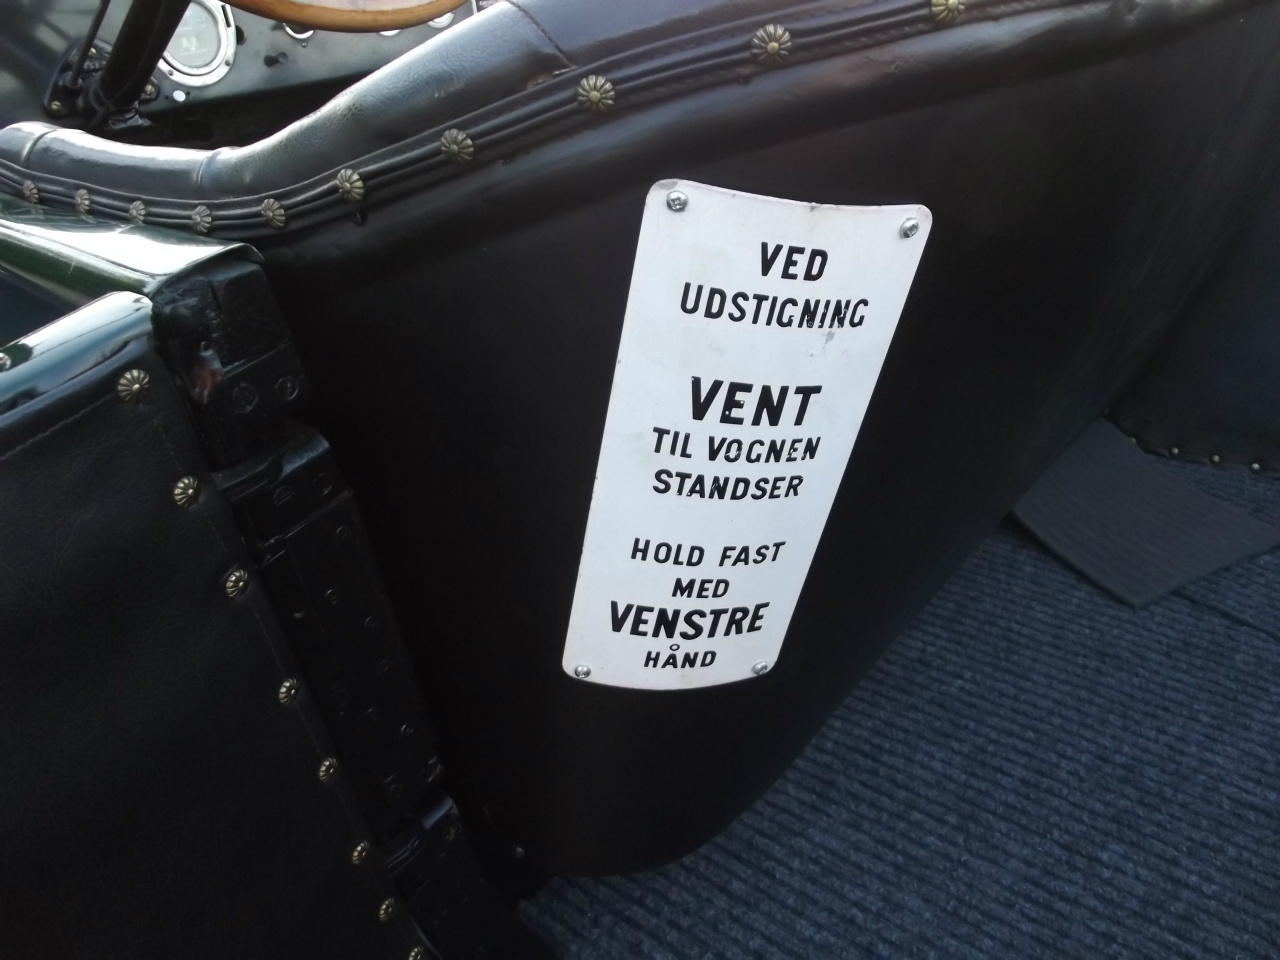 VED
UDSTIGNING
VENT
TIL VOGNEN
STANDSER
HOLD FAST
MED
VENSTRE
HÅND